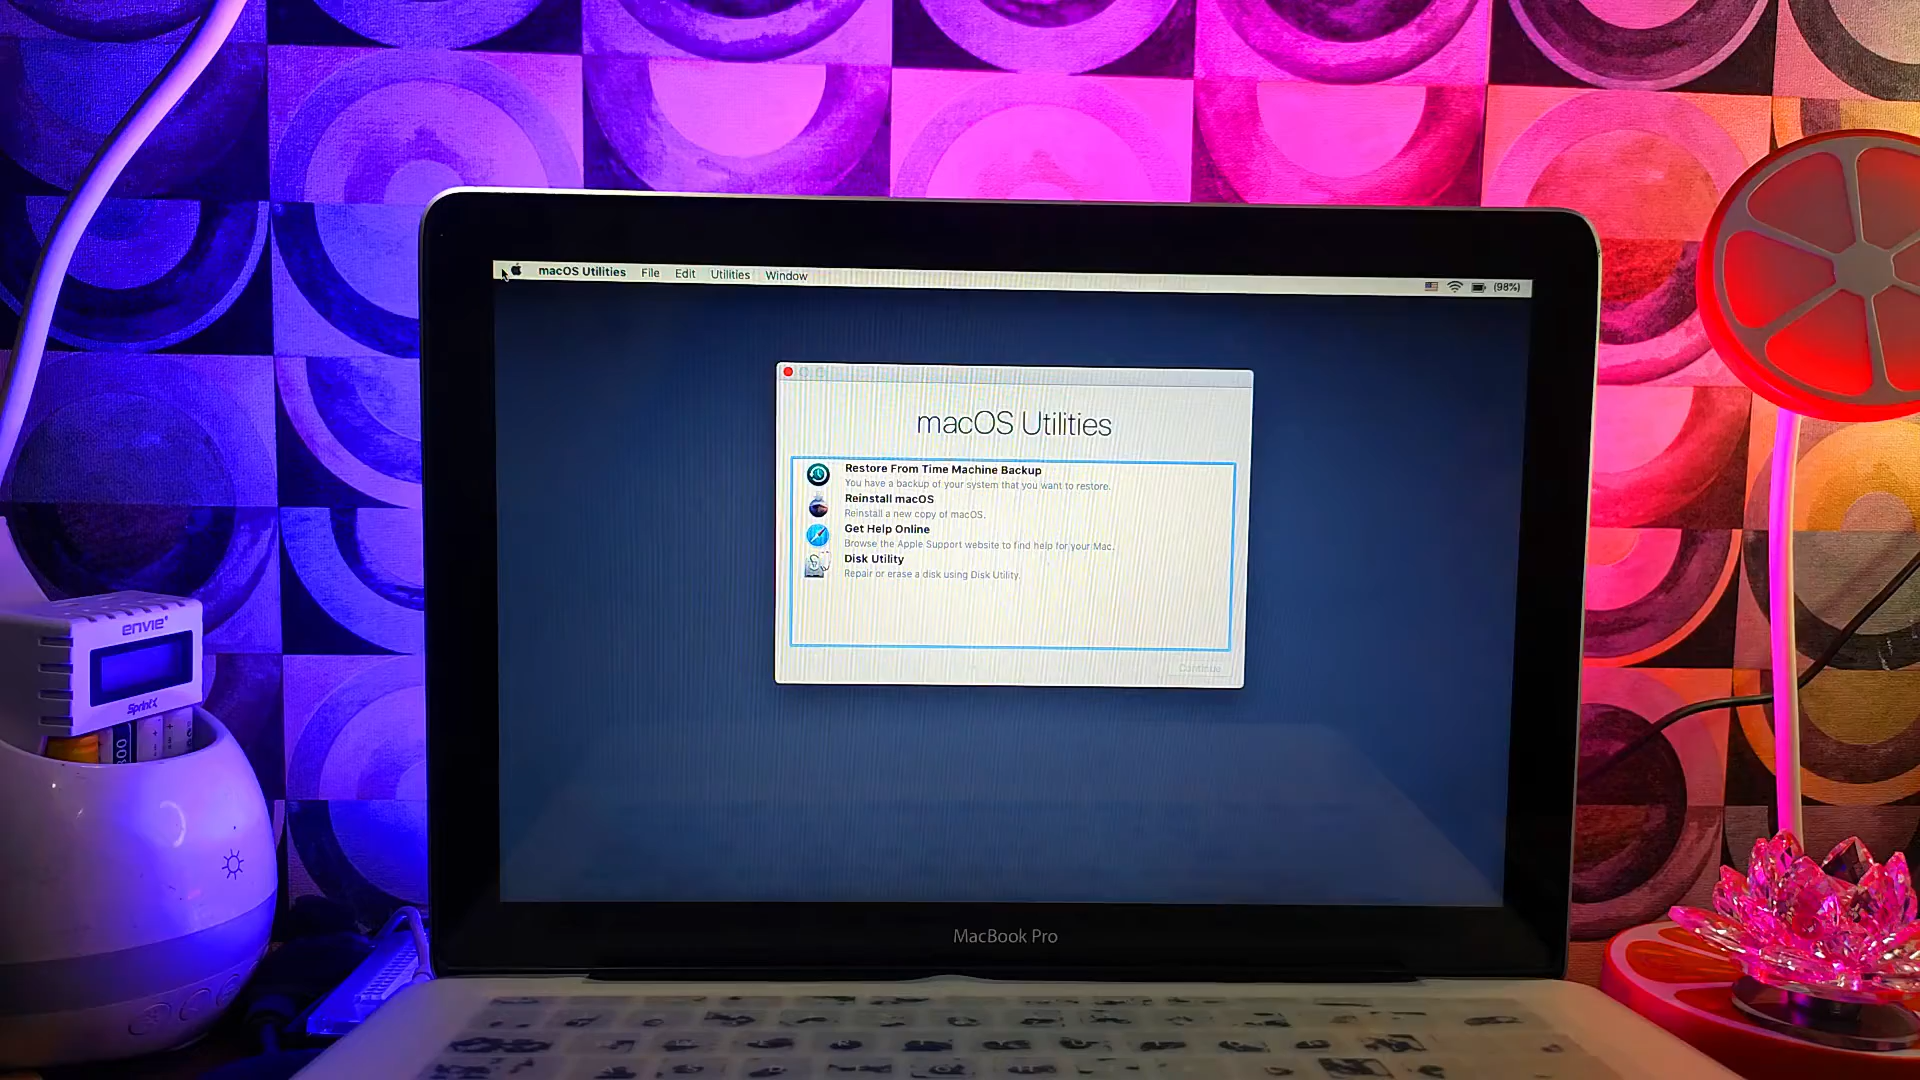 macOS Utilities File Edit Utilities Window (98%)
macOS Utilities
Restore From Time Machine Backup
You have a backup of your system that you want to restore.
Reinstall macOS
Reinstall a new copy of macOS.
Get Help Online
Browse the Apple Support website to find help for your Mac.
Disk Utility
Repair or erase a disk using Disk Utility.
Continue
MacBook Pro
envie
SprintX